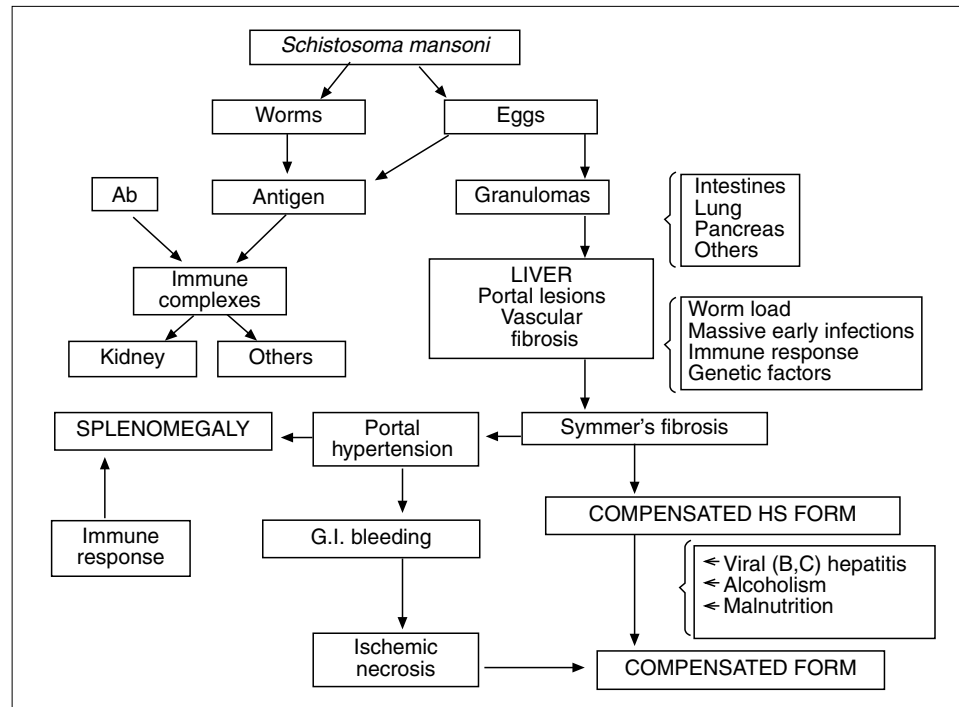 Schistosoma mansoni
Worms
Eggs
Ab
Antigen
Granulomas
Intestines
Lung
Pancreas
Others
Immune
complexes
LIVER
Portal lesions
Vascular
fibrosis
Worm load
Massive early infections
Immune response
Genetic factors
Kidney
Others
SPLENOMEGALY
Portal
hypertension
Symmer's fibrosis
Immune
response
G.I. bleeding
COMPENSATED HS FORM
Viral (B,C) hepatitis
Alcoholism
Malnutrition
Ischemic
necrosis
COMPENSATED FORM